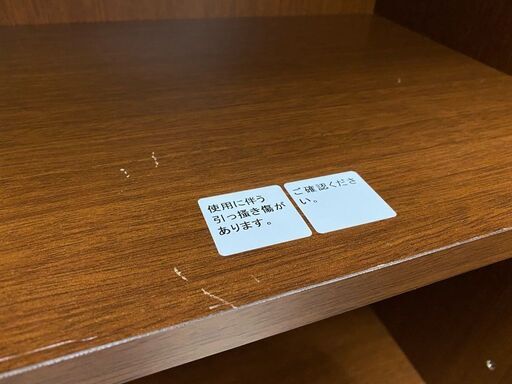 使用に伴う
引っ掻き傷が
あります。
ご確認くださ
い。